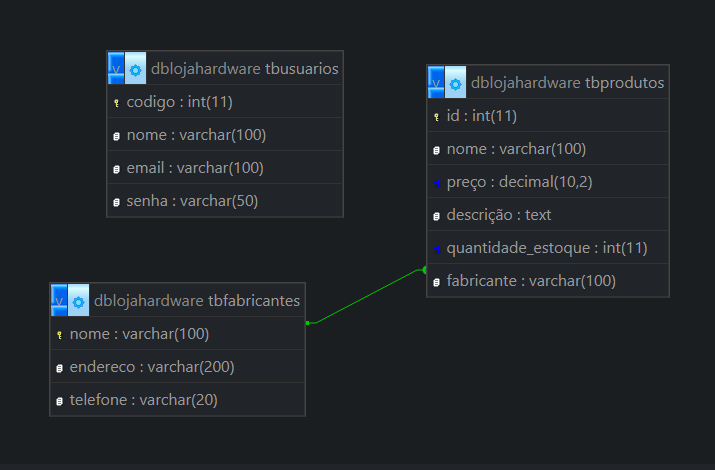 v dblojahardware tbusuarios
codigo : int(11)
nome : varchar(100)
email : varchar(100)
senha : varchar(50)
v dblojahardware tbprodutos
id : int(11)
nome : varchar(100)
preço : decimal(10,2)
descrição : text
quantidade_estoque : int(11)
fabricante : varchar(100)
v dblojahardware tbfabricantes
nome : varchar(100)
endereco : varchar(200)
telefone : varchar(20)